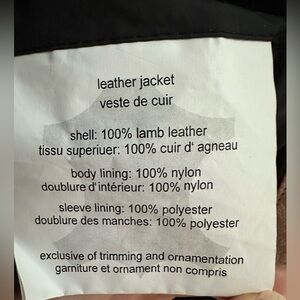 leather jacket
veste de cuir
shell: 100% lamb leather
tissu superiuer: 100% cuir d' agneau
body lining: 100% nylon
doublure d'intérieur: 100% nylon
sleeve lining: 100% polyester
doublure des manches: 100% polyester
exclusive of trimming and ornamentation
garniture et ornament non compris